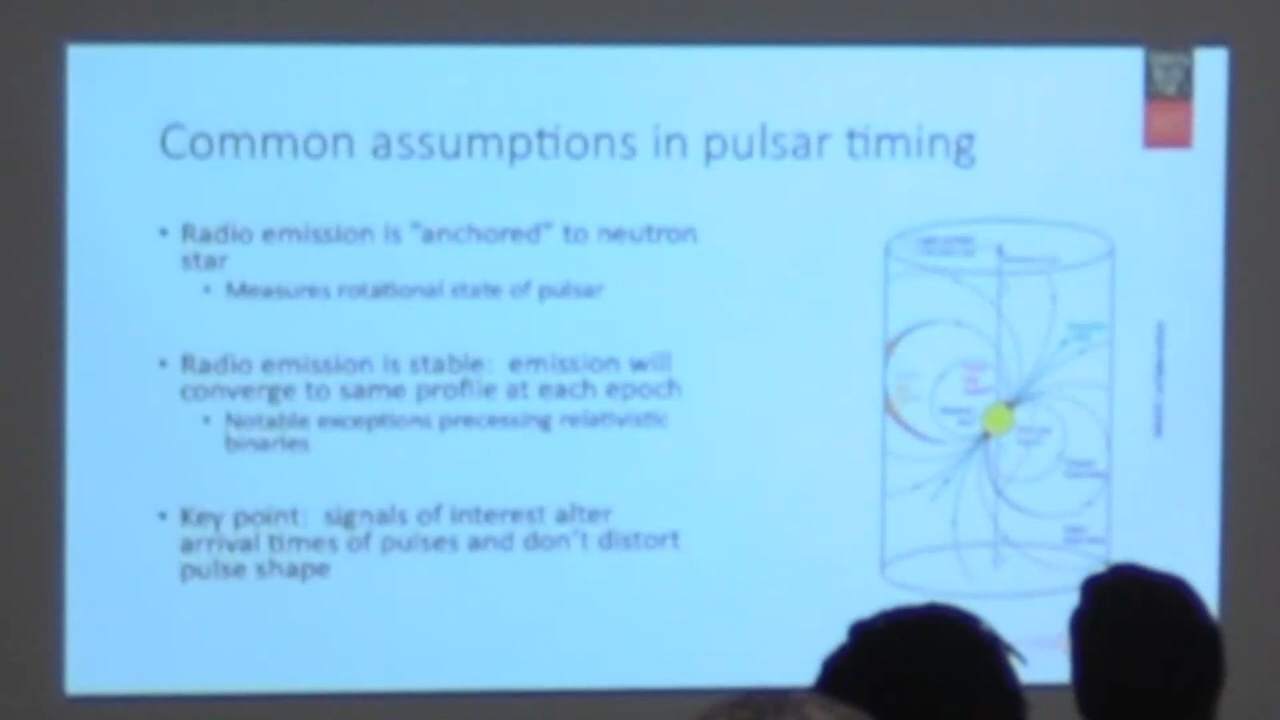 Common assumptions in pulsar timing
• Radio emission is "anchored" to neutron
star
• Measures rotational state of pulsar
• Radio emission is stable: emission will
converge to same profile at each epoch
• Notable exceptions precessing relativistic
binaries
• Key point: signals of interest alter
arrival times of pulses and don't distort
pulse shape